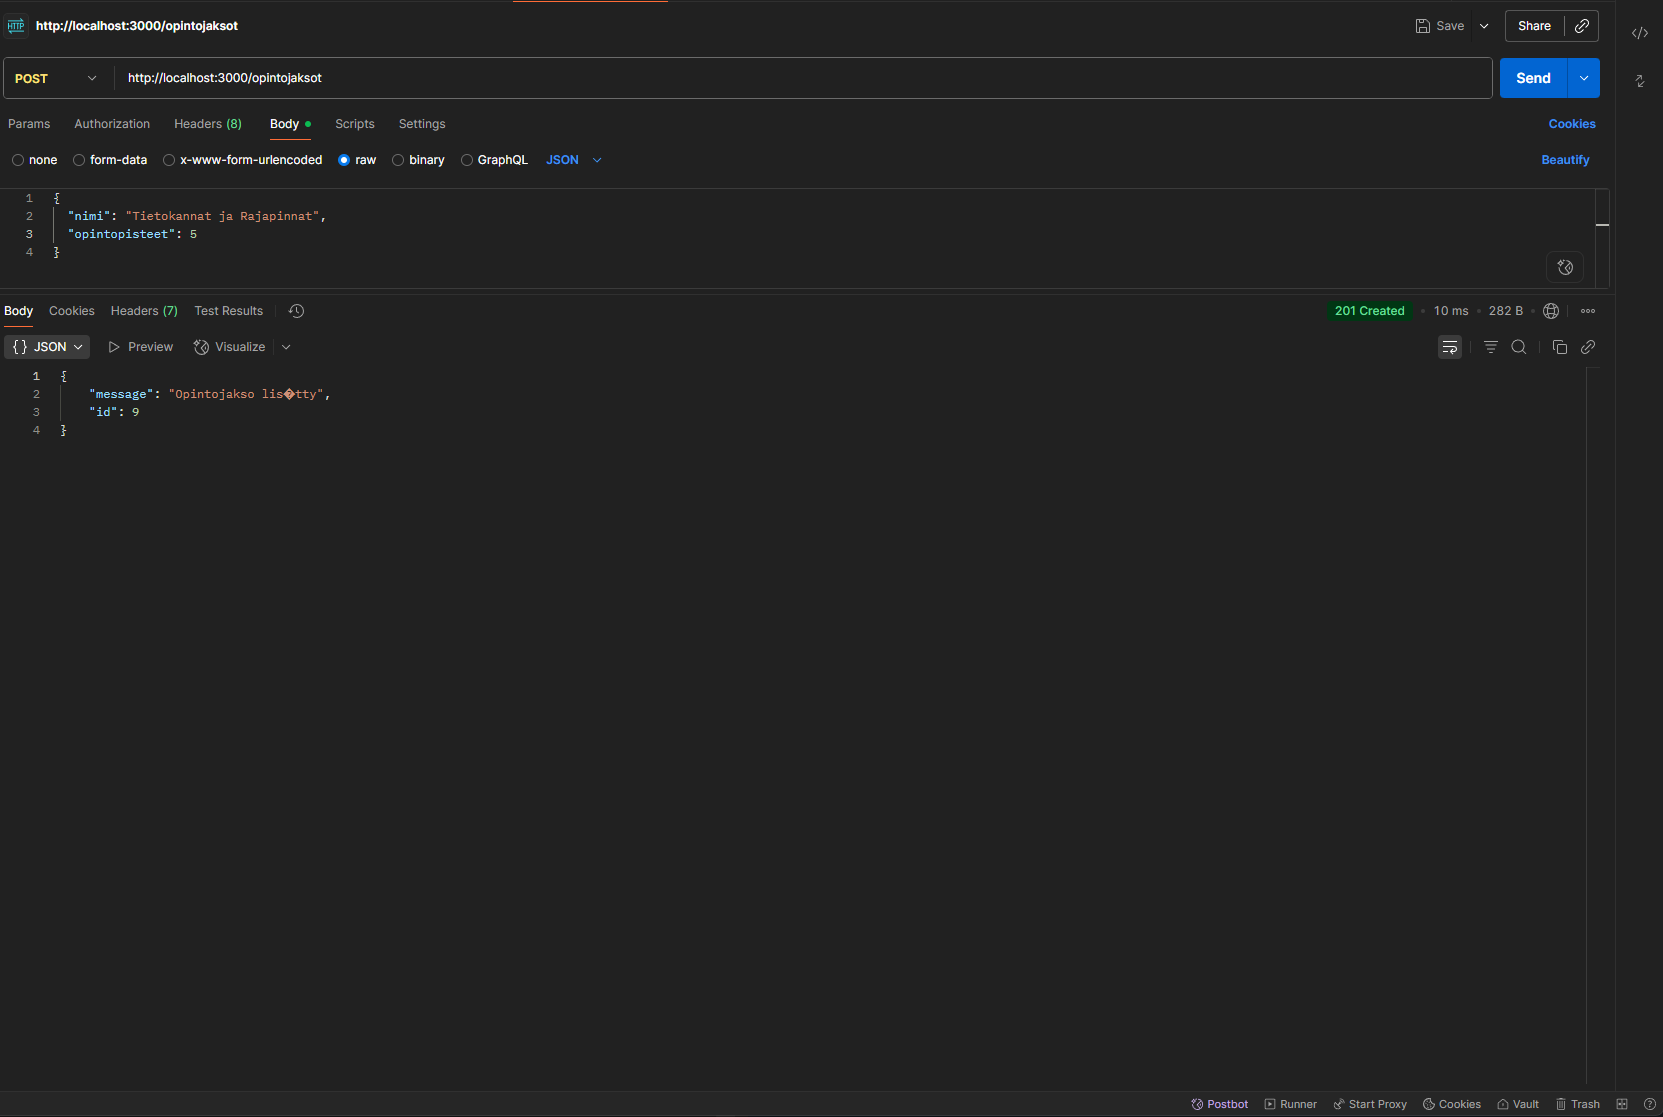 HTTP http://localhost:3000/opintojaksot Save Share
POST http://localhost:3000/opintojaksot Send
Params Authorization Headers (8) Body Scripts Settings Cookies
none form-data x-www-form-urlencoded raw binary GraphQL JSON Beautify
1 {
2 "nimi": "Tietokannat ja Rajapinnat",
3 "opintopisteet": 5
4 }
Body Cookies Headers (7) Test Results 201 Created • 10 ms • 282 B •
{} JSON Preview Visualize
1 {
2 "message": "Opintojakso lis�tty",
3 "id": 9
4 }
Postbot Runner Start Proxy Cookies Vault Trash